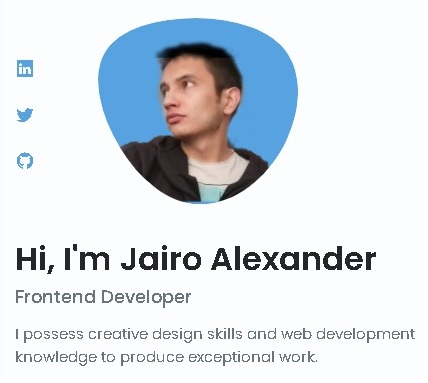 Hi, I'm Jairo Alexander
Frontend Developer
I possess creative design skills and web development
knowledge to produce exceptional work.